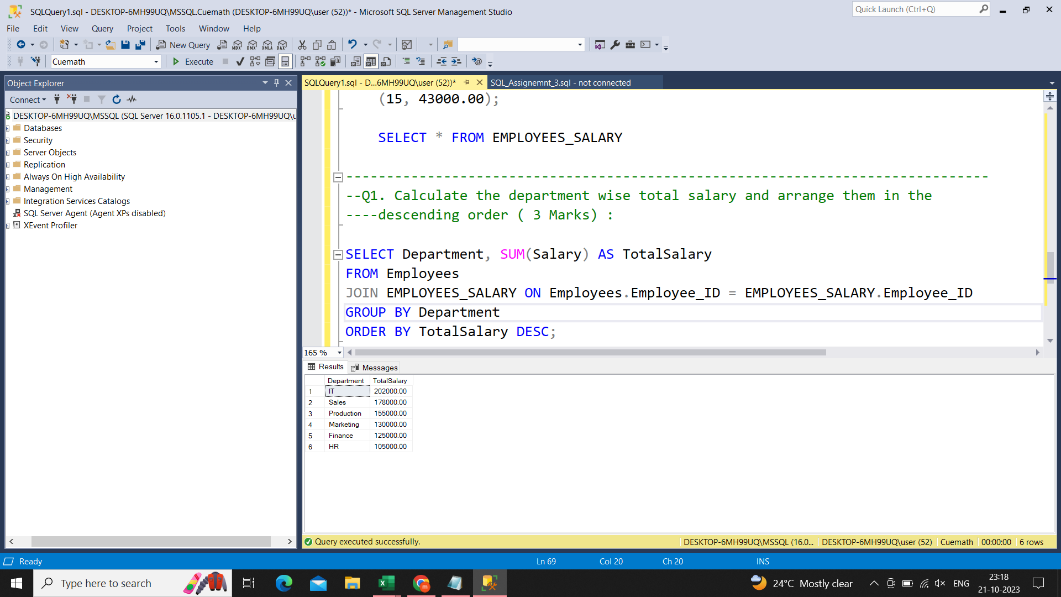 SQLQuery1.sql - DESKTOP-6MH99UQ\MSSQL.Cuemath (DESKTOP-6MH99UQ\user (52))* - Microsoft SQL Server Management Studio
Quick Launch (Ctrl+Q)
File Edit View Query Project Tools Window Help
New Query
Cuemath
Execute
Object Explorer
SQLQuery1.sql - D...6MH99UQ\user (52))*
SQL_Assignemnt_3.sql - not connected
Connect
DESKTOP-6MH99UQ\MSSQL (SQL Server 16.0.1105.1 - DESKTOP-6MH99UQ\u
Databases
Security
Server Objects
Replication
Always On High Availability
Management
Integration Services Catalogs
SQL Server Agent (Agent XPs disabled)
XEvent Profiler
(15, 43000.00);
SELECT * FROM EMPLOYEES_SALARY
--Q1. Calculate the department wise total salary and arrange them in the
----descending order ( 3 Marks) :
SELECT Department, SUM(Salary) AS TotalSalary
FROM Employees
JOIN EMPLOYEES_SALARY ON Employees.Employee_ID = EMPLOYEES_SALARY.Employee_ID
GROUP BY Department
ORDER BY TotalSalary DESC;
165 %
Results Messages
Department TotalSalary
1 IT 202000.00
2 Sales 178000.00
3 Production 155000.00
4 Marketing 130000.00
5 Finance 125000.00
6 HR 105000.00
Query executed successfully.
DESKTOP-6MH99UQ\MSSQL (16.0... DESKTOP-6MH99UQ\user (52) Cuemath 00:00:00 6 rows
Ready Ln 69 Col 20 Ch 20 INS
Type here to search
24°C Mostly clear
ENG
23:18
21-10-2023